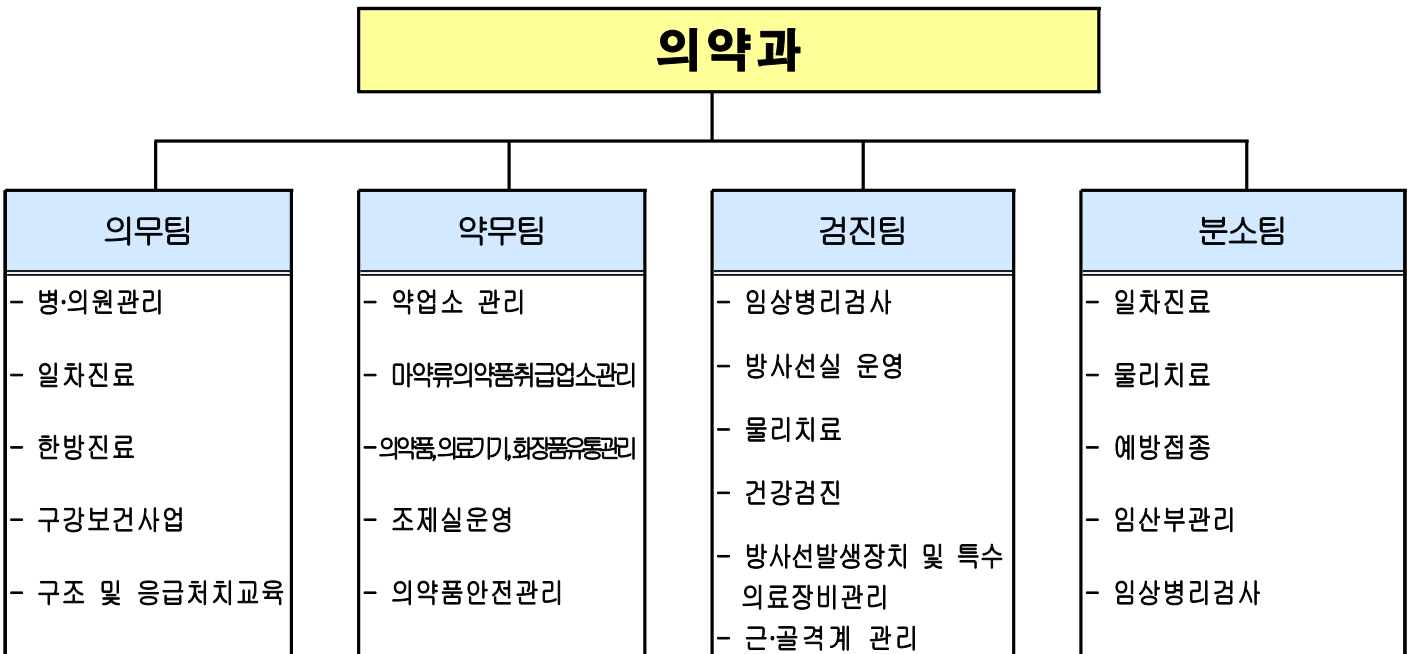 의약과
의무팀
- 병·의원관리
- 일차진료
- 한방진료
- 구강보건사업
- 구조 및 응급처치교육
약무팀
- 약업소 관리
- 마약류의약품취급업소관리
-의약품,의료기기,화장품유통관리
- 조제실운영
- 의약품안전관리
검진팀
- 임상병리검사
- 방사선실 운영
- 물리치료
- 건강검진
- 방사선발생장치 및 특수
의료장비관리
- 근·골격계 관리
분소팀
- 일차진료
- 물리치료
- 예방접종
- 임산부관리
- 임상병리검사